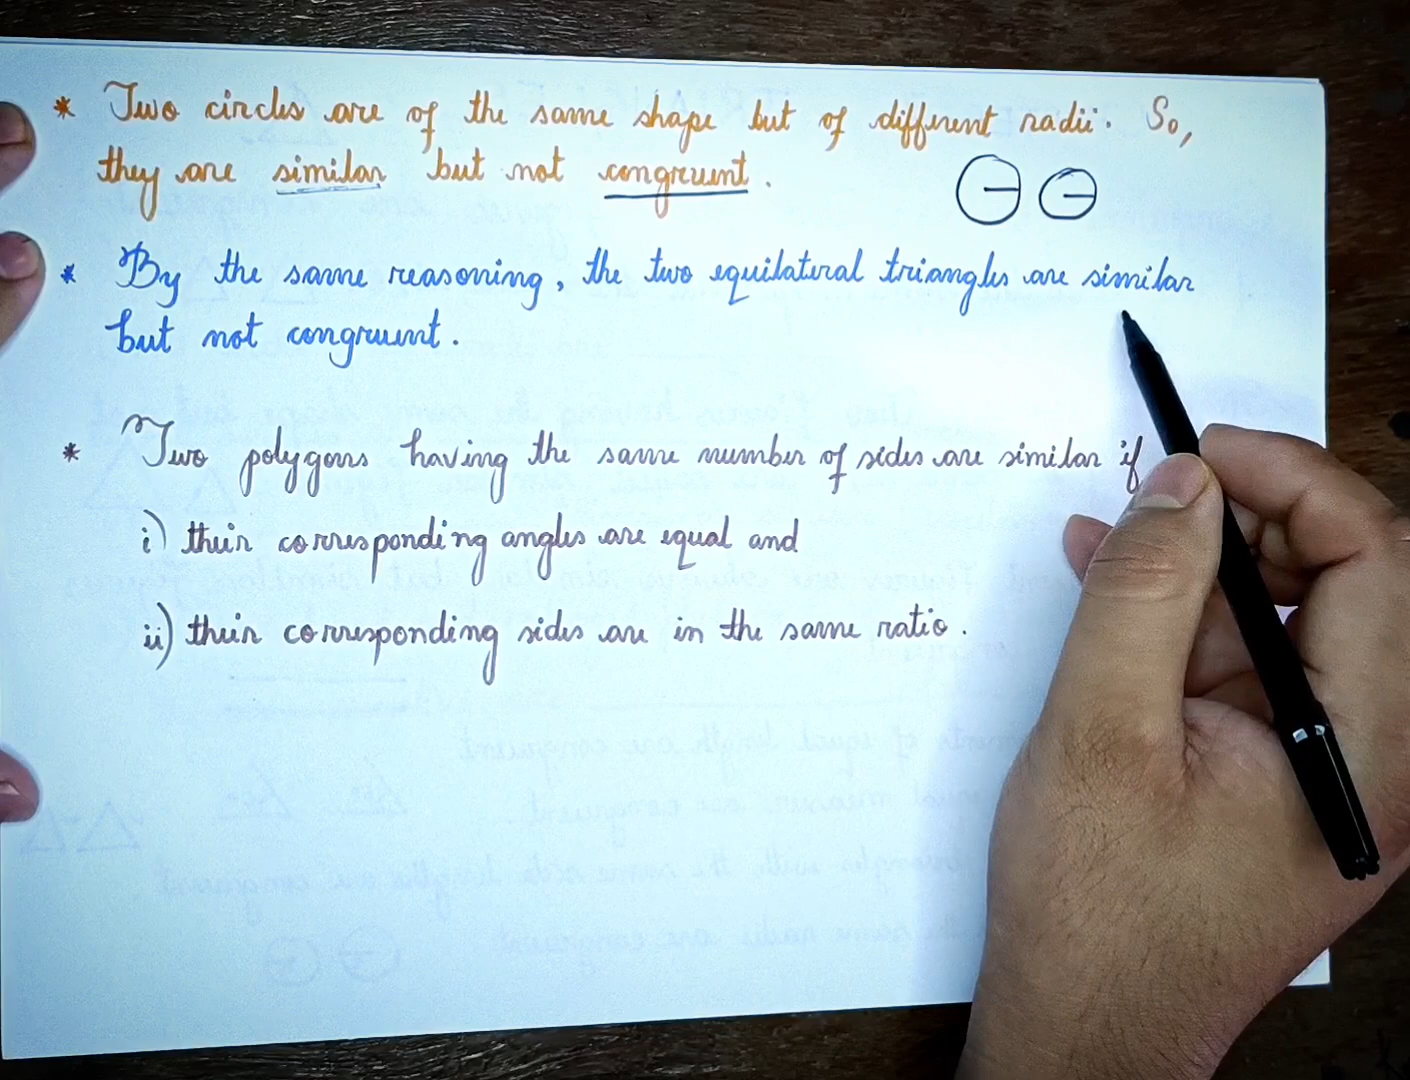 * Two circles are of the same shape but of different radii. So,
they are similar but not congruent.
* By the same reasoning, the two equilateral triangles are similar
but not congruent.
* Two polygons having the same number of sides are similar if
i) their corresponding angles are equal and
ii) their corresponding sides are in the same ratio.